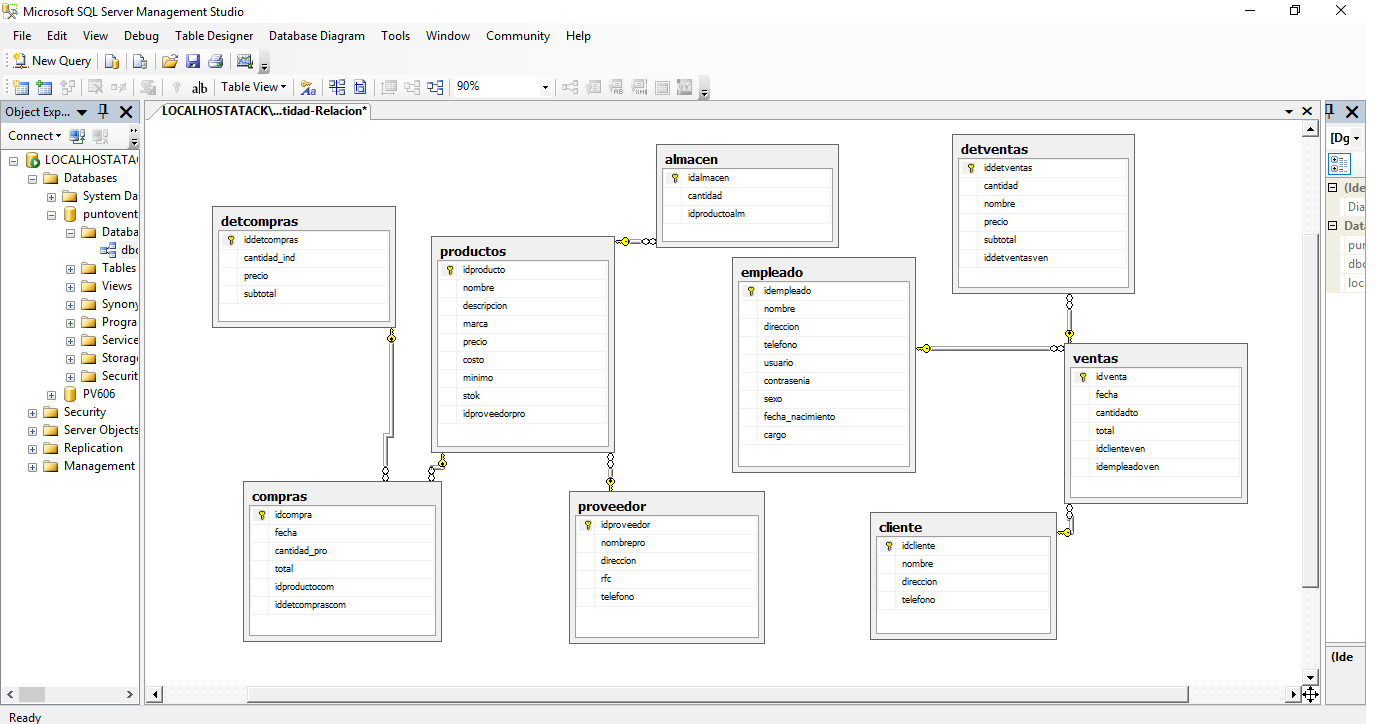 Microsoft SQL Server Management Studio
File Edit View Debug Table Designer Database Diagram Tools Window Community Help
New Query
ab Table View 90%
Object Exp...
LOCALHOSTATACK\...tidad-Relacion*
Connect
LOCALHOSTATA
Databases
System Da
puntovent
Databa
dbo
Tables
Views
Synony
Progra
Service
Storag
Securit
PV606
Security
Server Objects
Replication
Management
detcompras
iddetcompras
cantidad_ind
precio
subtotal
productos
idproducto
nombre
descripcion
marca
precio
costo
minimo
stok
idproveedorpro
almacen
idalmacen
cantidad
idproductoalm
empleado
idempleado
nombre
direccion
telefono
usuario
contrasenia
sexo
fecha_nacimiento
cargo
detventas
iddetventas
cantidad
nombre
precio
subtotal
iddetventasven
ventas
idventa
fecha
cantidadto
total
idclienteven
idempleadoven
compras
idcompra
fecha
cantidad_pro
total
idproductocom
iddetcomprascom
proveedor
idproveedor
nombrepro
direccion
rfc
telefono
cliente
idcliente
nombre
direccion
telefono
[Dg
(Ide
Dia
Data
pur
dbo
loc
(Ide
Ready